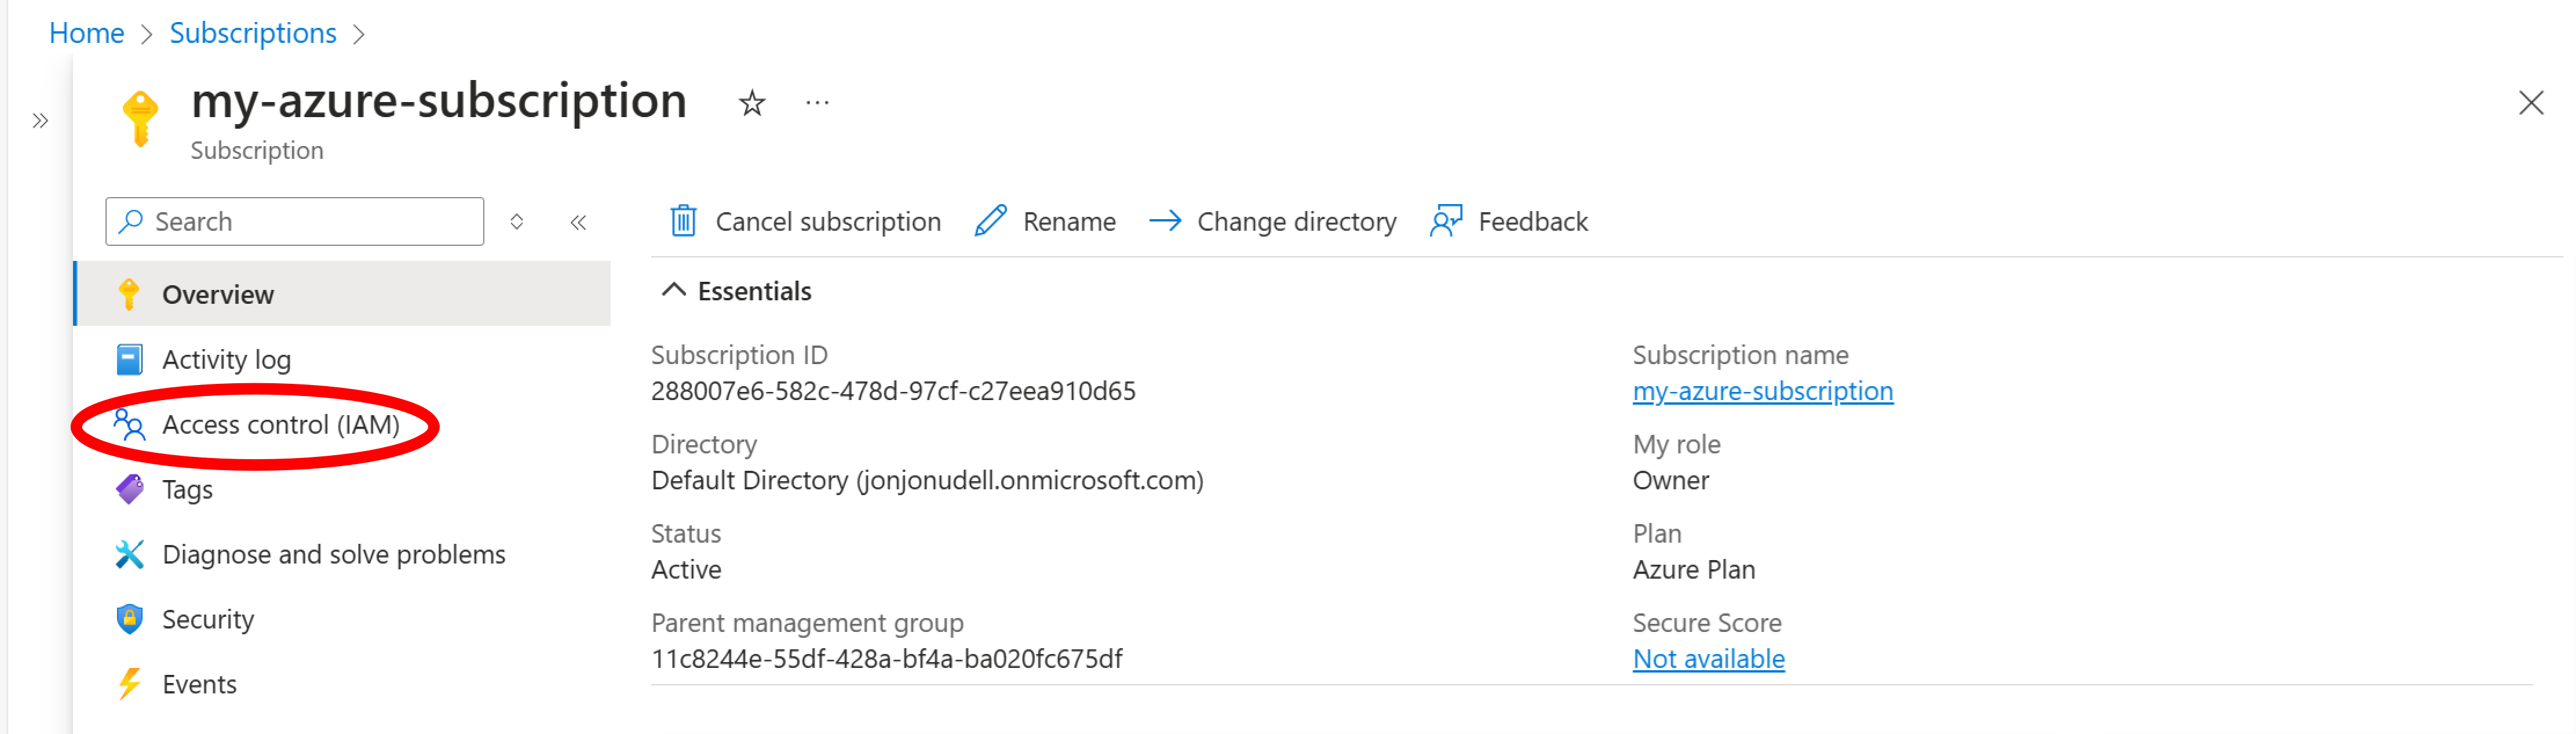 Home > Subscriptions >
my-azure-subscription
Subscription
Search
Cancel subscription Rename Change directory Feedback
Overview
Activity log
Access control (IAM)
Tags
Diagnose and solve problems
Security
Events
Essentials
Subscription ID
288007e6-582c-478d-97cf-c27eea910d65
Directory
Default Directory (jonjonudell.onmicrosoft.com)
Status
Active
Parent management group
11c8244e-55df-428a-bf4a-ba020fc675df
Subscription name
my-azure-subscription
My role
Owner
Plan
Azure Plan
Secure Score
Not available